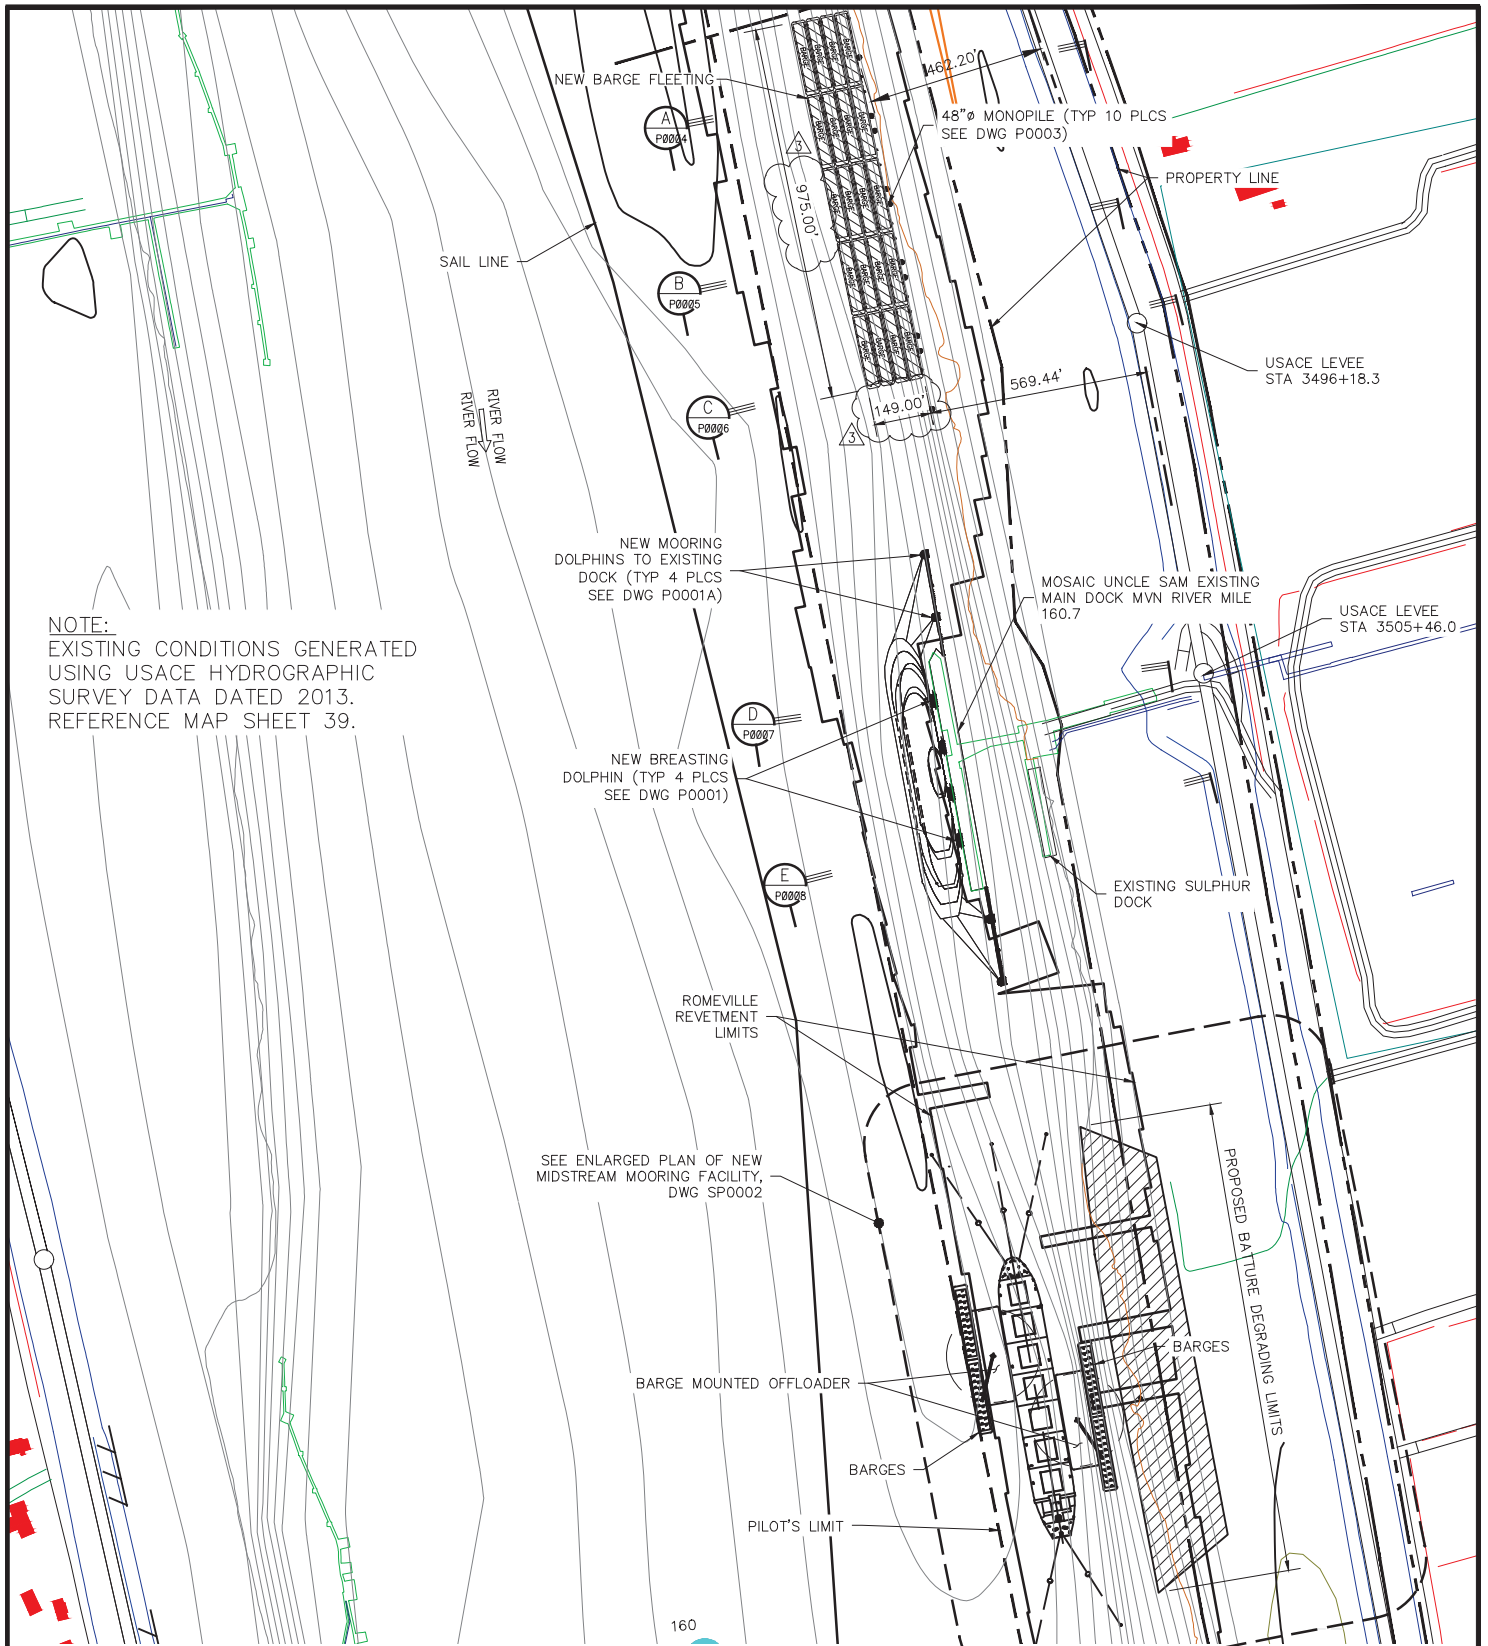 NEW BARGE FLEETING
462.20'
48"ø MONOPILE (TYP 10 PLCS
SEE DWG P0003)
A
P0004
3
975.00'
PROPERTY LINE
SAIL LINE
B
P0005
USACE LEVEE
STA 3496+18.3
569.44'
149.00'
3
C
P0006
RIVER FLOW
RIVER FLOW
NEW MOORING
DOLPHINS TO EXISTING
DOCK (TYP 4 PLCS
SEE DWG P0001A)
MOSAIC UNCLE SAM EXISTING
MAIN DOCK MVN RIVER MILE
160.7
USACE LEVEE
STA 3505+46.0
NOTE:
EXISTING CONDITIONS GENERATED
USING USACE HYDROGRAPHIC
SURVEY DATA DATED 2013.
REFERENCE MAP SHEET 39.
D
P0007
NEW BREASTING
DOLPHIN (TYP 4 PLCS
SEE DWG P0001)
E
P0008
EXISTING SULPHUR
DOCK
ROMEVILLE
REVETMENT
LIMITS
SEE ENLARGED PLAN OF NEW
MIDSTREAM MOORING FACILITY,
DWG SP0002
PROPOSED BATTURE DEGRADING LIMITS
BARGES
BARGE MOUNTED OFFLOADER
BARGES
PILOT'S LIMIT
160